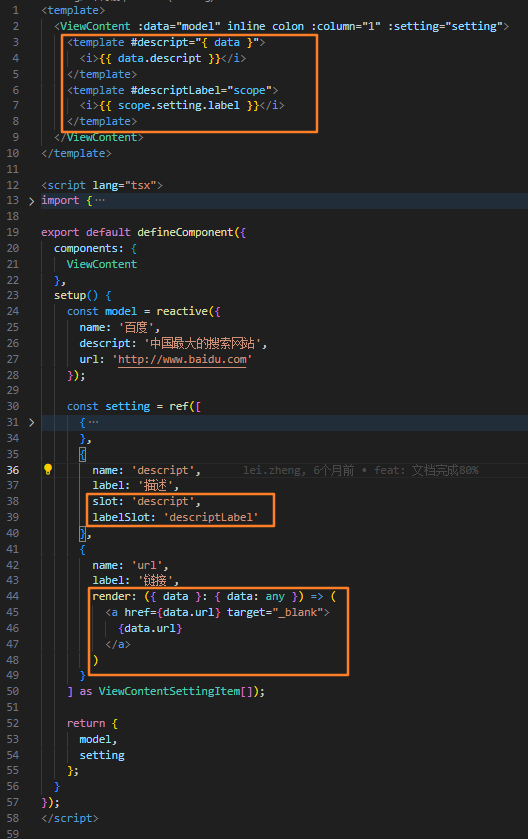 1 <template>
2 <ViewContent :data="model" inline colon :column="1" :setting="setting">
3 <template #descript="{ data }">
4 <i>{{ data.descript }}</i>
5 </template>
6 <template #descriptLabel="scope">
7 <i>{{ scope.setting.label }}</i>
8 </template>
9 </ViewContent>
10 </template>
11
12 <script lang="tsx">
13 import {…
18
19 export default defineComponent({
20 components: {
21 ViewContent
22 },
23 setup() {
24 const model = reactive({
25 name: '百度',
26 descript: '中国最大的搜索网站',
27 url: 'http://www.baidu.com'
28 });
29
30 const setting = ref([
31 {…
34 },
35 {
36 name: 'descript', lei.zheng, 6个月前 • feat: 文档完成80%
37 label: '描述',
38 slot: 'descript',
39 labelSlot: 'descriptLabel'
40 },
41 {
42 name: 'url',
43 label: '链接',
44 render: ({ data }: { data: any }) => (
45 <a href={data.url} target="_blank">
46 {data.url}
47 </a>
48 )
49 }
50 ] as ViewContentSettingItem[]);
51
52 return {
53 model,
54 setting
55 };
56 }
57 });
58 </script>
59